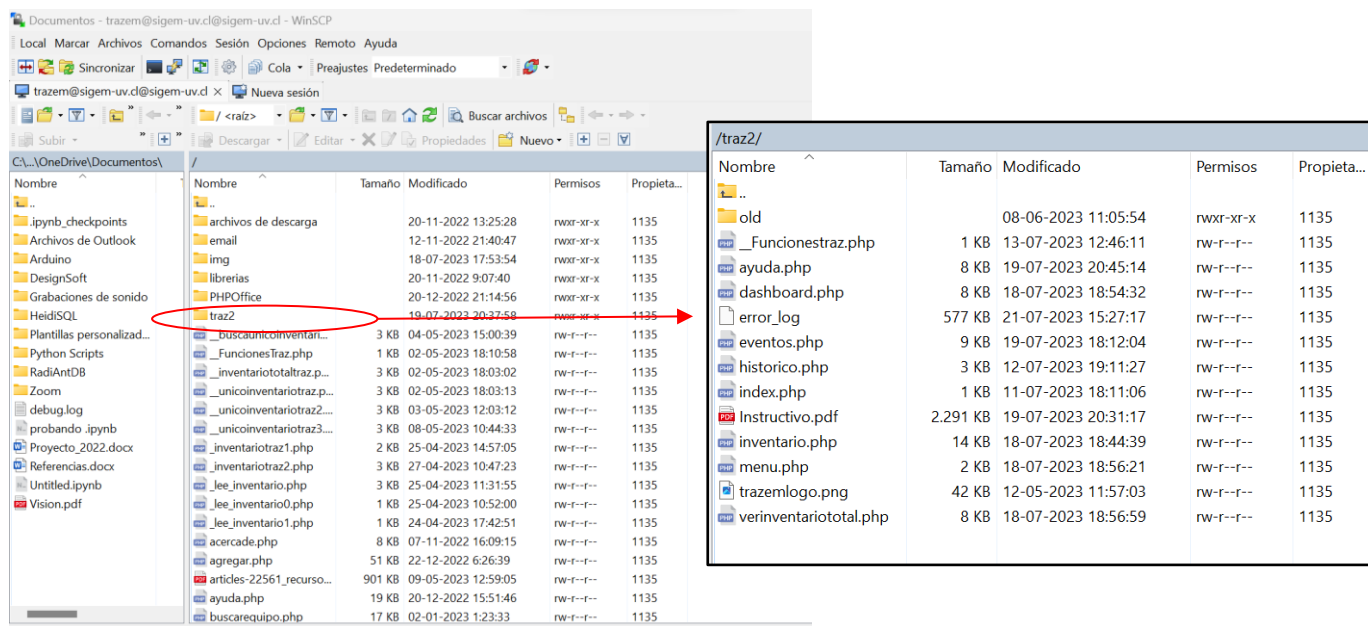 Documentos - trazem@sigem-uv.cl@sigem-uv.cl - WinSCP
Local Marcar Archivos Comandos Sesión Opciones Remoto Ayuda
Sincronizar Cola Preajustes Predeterminado
trazem@sigem-uv.cl@sigem-uv.cl × Nueva sesión
/ <raíz> Buscar archivos
Subir Descargar Editar Propiedades Nuevo
C:\...\OneDrive\Documentos\
Nombre
..
.ipynb_checkpoints
Archivos de Outlook
Arduino
DesignSoft
Grabaciones de sonido
HeidiSQL
Plantillas personalizad...
Python Scripts
RadiAntDB
Zoom
debug.log
probando .ipynb
Proyecto_2022.docx
Referencias.docx
Untitled.ipynb
Vision.pdf
/
Nombre Tamaño Modificado Permisos Propieta...
..
archivos de descarga 20-11-2022 13:25:28 rwxr-xr-x 1135
email 12-11-2022 21:40:47 rwxr-xr-x 1135
img 18-07-2023 17:53:54 rwxr-xr-x 1135
librerias 20-11-2022 9:07:40 rwxr-xr-x 1135
PHPOffice 20-12-2022 21:14:56 rwxr-xr-x 1135
traz2 19-07-2023 20:37:58 rwxr-xr-x 1135
__buscaunicoinventari... 3 KB 04-05-2023 15:00:39 rw-r--r-- 1135
__FuncionesTraz.php 1 KB 02-05-2023 18:10:58 rw-r--r-- 1135
__inventariototaltraz.p... 3 KB 02-05-2023 18:03:02 rw-r--r-- 1135
__unicoinventariotraz.p... 3 KB 02-05-2023 18:03:13 rw-r--r-- 1135
__unicoinventariotraz2.... 3 KB 03-05-2023 12:03:12 rw-r--r-- 1135
__unicoinventariotraz3.... 3 KB 08-05-2023 10:44:33 rw-r--r-- 1135
_inventariotraz1.php 2 KB 25-04-2023 14:57:05 rw-r--r-- 1135
_inventariotraz2.php 3 KB 27-04-2023 10:47:23 rw-r--r-- 1135
_lee_inventario.php 3 KB 25-04-2023 11:31:55 rw-r--r-- 1135
_lee_inventario0.php 1 KB 25-04-2023 10:52:00 rw-r--r-- 1135
_lee_inventario1.php 1 KB 24-04-2023 17:42:51 rw-r--r-- 1135
acercade.php 8 KB 07-11-2022 16:09:15 rw-r--r-- 1135
agregar.php 51 KB 22-12-2022 6:26:39 rw-r--r-- 1135
articles-22561_recurso... 901 KB 09-05-2023 12:59:05 rw-r--r-- 1135
ayuda.php 19 KB 20-12-2022 15:51:46 rw-r--r-- 1135
buscarequipo.php 17 KB 02-01-2023 1:23:33 rw-r--r-- 1135
/traz2/
Nombre Tamaño Modificado Permisos Propieta...
..
old 08-06-2023 11:05:54 rwxr-xr-x 1135
__Funcionestraz.php 1 KB 13-07-2023 12:46:11 rw-r--r-- 1135
ayuda.php 8 KB 19-07-2023 20:45:14 rw-r--r-- 1135
dashboard.php 8 KB 18-07-2023 18:54:32 rw-r--r-- 1135
error_log 577 KB 21-07-2023 15:27:17 rw-r--r-- 1135
eventos.php 9 KB 19-07-2023 18:12:04 rw-r--r-- 1135
historico.php 3 KB 12-07-2023 19:11:27 rw-r--r-- 1135
index.php 1 KB 11-07-2023 18:11:06 rw-r--r-- 1135
Instructivo.pdf 2.291 KB 19-07-2023 20:31:17 rw-r--r-- 1135
inventario.php 14 KB 18-07-2023 18:44:39 rw-r--r-- 1135
menu.php 2 KB 18-07-2023 18:56:21 rw-r--r-- 1135
trazemlogo.png 42 KB 12-05-2023 11:57:03 rw-r--r-- 1135
verinventariototal.php 8 KB 18-07-2023 18:56:59 rw-r--r-- 1135